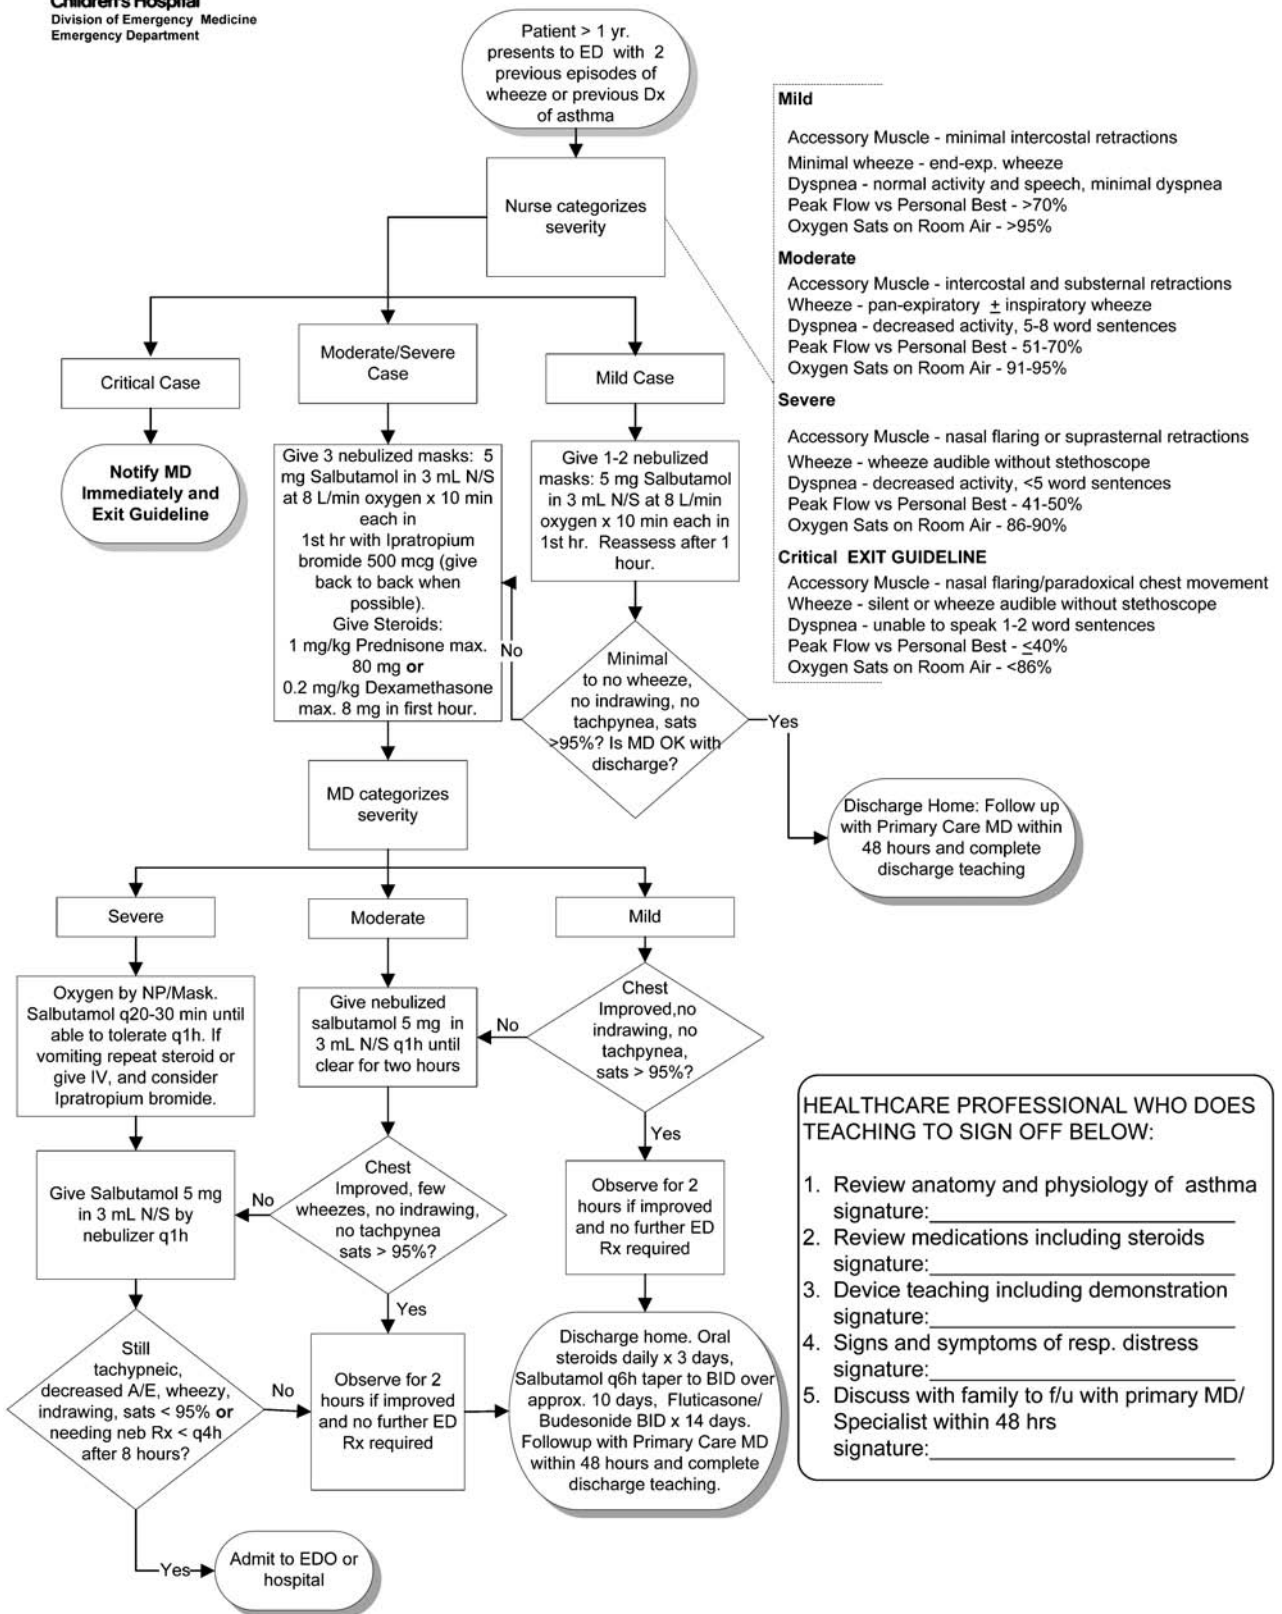 Children's Hospital
Division of Emergency Medicine
Emergency Department
Patient > 1 yr.
presents to ED with 2
previous episodes of
wheeze or previous Dx
of asthma
Nurse categorizes
severity
Mild
Accessory Muscle - minimal intercostal retractions
Minimal wheeze - end-exp. wheeze
Dyspnea - normal activity and speech, minimal dyspnea
Peak Flow vs Personal Best - >70%
Oxygen Sats on Room Air - >95%
Moderate
Accessory Muscle - intercostal and substernal retractions
Wheeze - pan-expiratory ± inspiratory wheeze
Dyspnea - decreased activity, 5-8 word sentences
Peak Flow vs Personal Best - 51-70%
Oxygen Sats on Room Air - 91-95%
Severe
Accessory Muscle - nasal flaring or suprasternal retractions
Wheeze - wheeze audible without stethoscope
Dyspnea - decreased activity, <5 word sentences
Peak Flow vs Personal Best - 41-50%
Oxygen Sats on Room Air - 86-90%
Critical EXIT GUIDELINE
Accessory Muscle - nasal flaring/paradoxical chest movement
Wheeze - silent or wheeze audible without stethoscope
Dyspnea - unable to speak 1-2 word sentences
Peak Flow vs Personal Best - ≤40%
Oxygen Sats on Room Air - <86%
Critical Case
Notify MD
Immediately and
Exit Guideline
Moderate/Severe
Case
Give 3 nebulized masks: 5
mg Salbutamol in 3 mL N/S
at 8 L/min oxygen x 10 min
each in
1st hr with Ipratropium
bromide 500 mcg (give
back to back when
possible).
Give Steroids:
1 mg/kg Prednisone max.
80 mg or
0.2 mg/kg Dexamethasone
max. 8 mg in first hour.
Mild Case
Give 1-2 nebulized
masks: 5 mg Salbutamol
in 3 mL N/S at 8 L/min
oxygen x 10 min each in
1st hr. Reassess after 1
hour.
No
Minimal
to no wheeze,
no indrawing, no
tachpynea, sats
>95%? Is MD OK with
discharge?
Yes
Discharge Home: Follow up
with Primary Care MD within
48 hours and complete
discharge teaching
MD categorizes
severity
Severe
Moderate
Mild
Oxygen by NP/Mask.
Salbutamol q20-30 min until
able to tolerate q1h. If
vomiting repeat steroid or
give IV, and consider
Ipratropium bromide.
Give nebulized
salbutamol 5 mg in
3 mL N/S q1h until
clear for two hours
No
Chest
Improved,no
indrawing, no
tachpynea,
sats > 95%?
Yes
Give Salbutamol 5 mg
in 3 mL N/S by
nebulizer q1h
No
Chest
Improved, few
wheezes, no indrawing,
no tachpynea
sats > 95%?
Yes
Observe for 2
hours if improved
and no further ED
Rx required
Still
tachypneic,
decreased A/E, wheezy,
indrawing, sats < 95% or
needing neb Rx < q4h
after 8 hours?
No
Observe for 2
hours if improved
and no further ED
Rx required
Discharge home. Oral
steroids daily x 3 days,
Salbutamol q6h taper to BID over
approx. 10 days, Fluticasone/
Budesonide BID x 14 days.
Followup with Primary Care MD
within 48 hours and complete
discharge teaching.
Yes
Admit to EDO or
hospital
HEALTHCARE PROFESSIONAL WHO DOES
TEACHING TO SIGN OFF BELOW:
1. Review anatomy and physiology of asthma
signature:
2. Review medications including steroids
signature:
3. Device teaching including demonstration
signature:
4. Signs and symptoms of resp. distress
signature:
5. Discuss with family to f/u with primary MD/
Specialist within 48 hrs
signature: